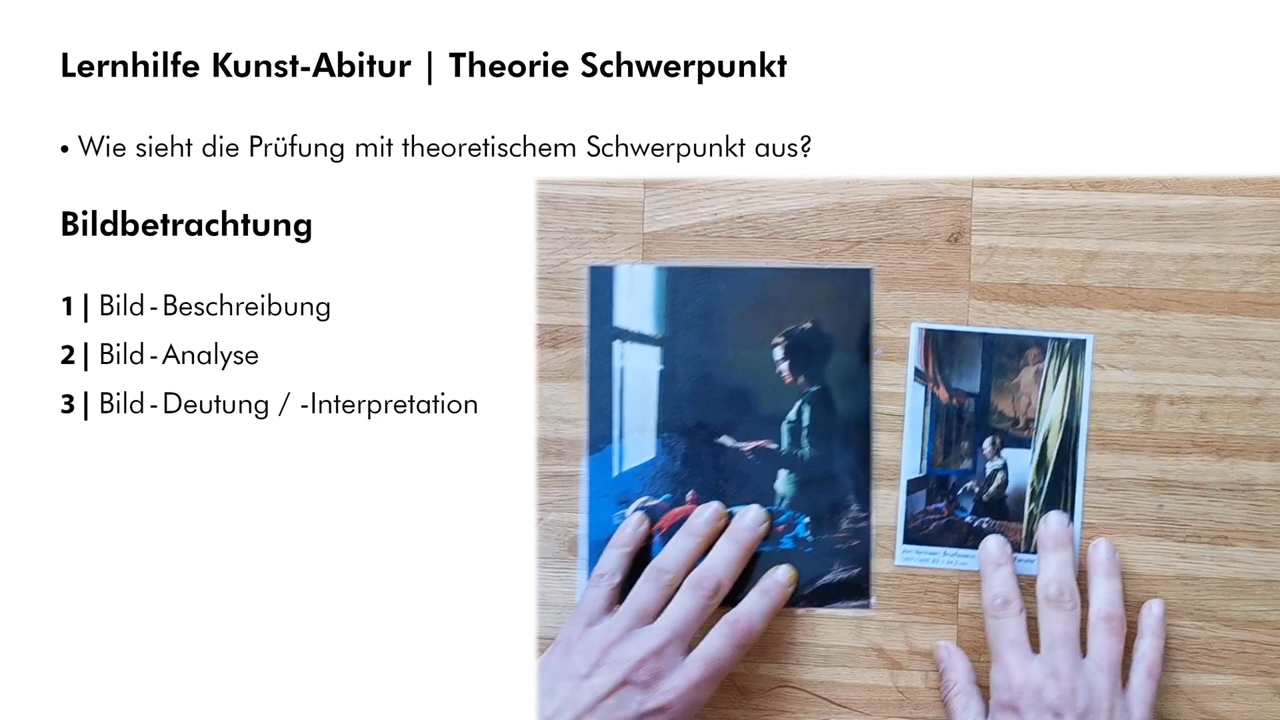 Lernhilfe Kunst-Abitur | Theorie Schwerpunkt
• Wie sieht die Prüfung mit theoretischem Schwerpunkt aus?
Bildbetrachtung
1 | Bild - Beschreibung
2 | Bild - Analyse
3 | Bild - Deutung / -Interpretation